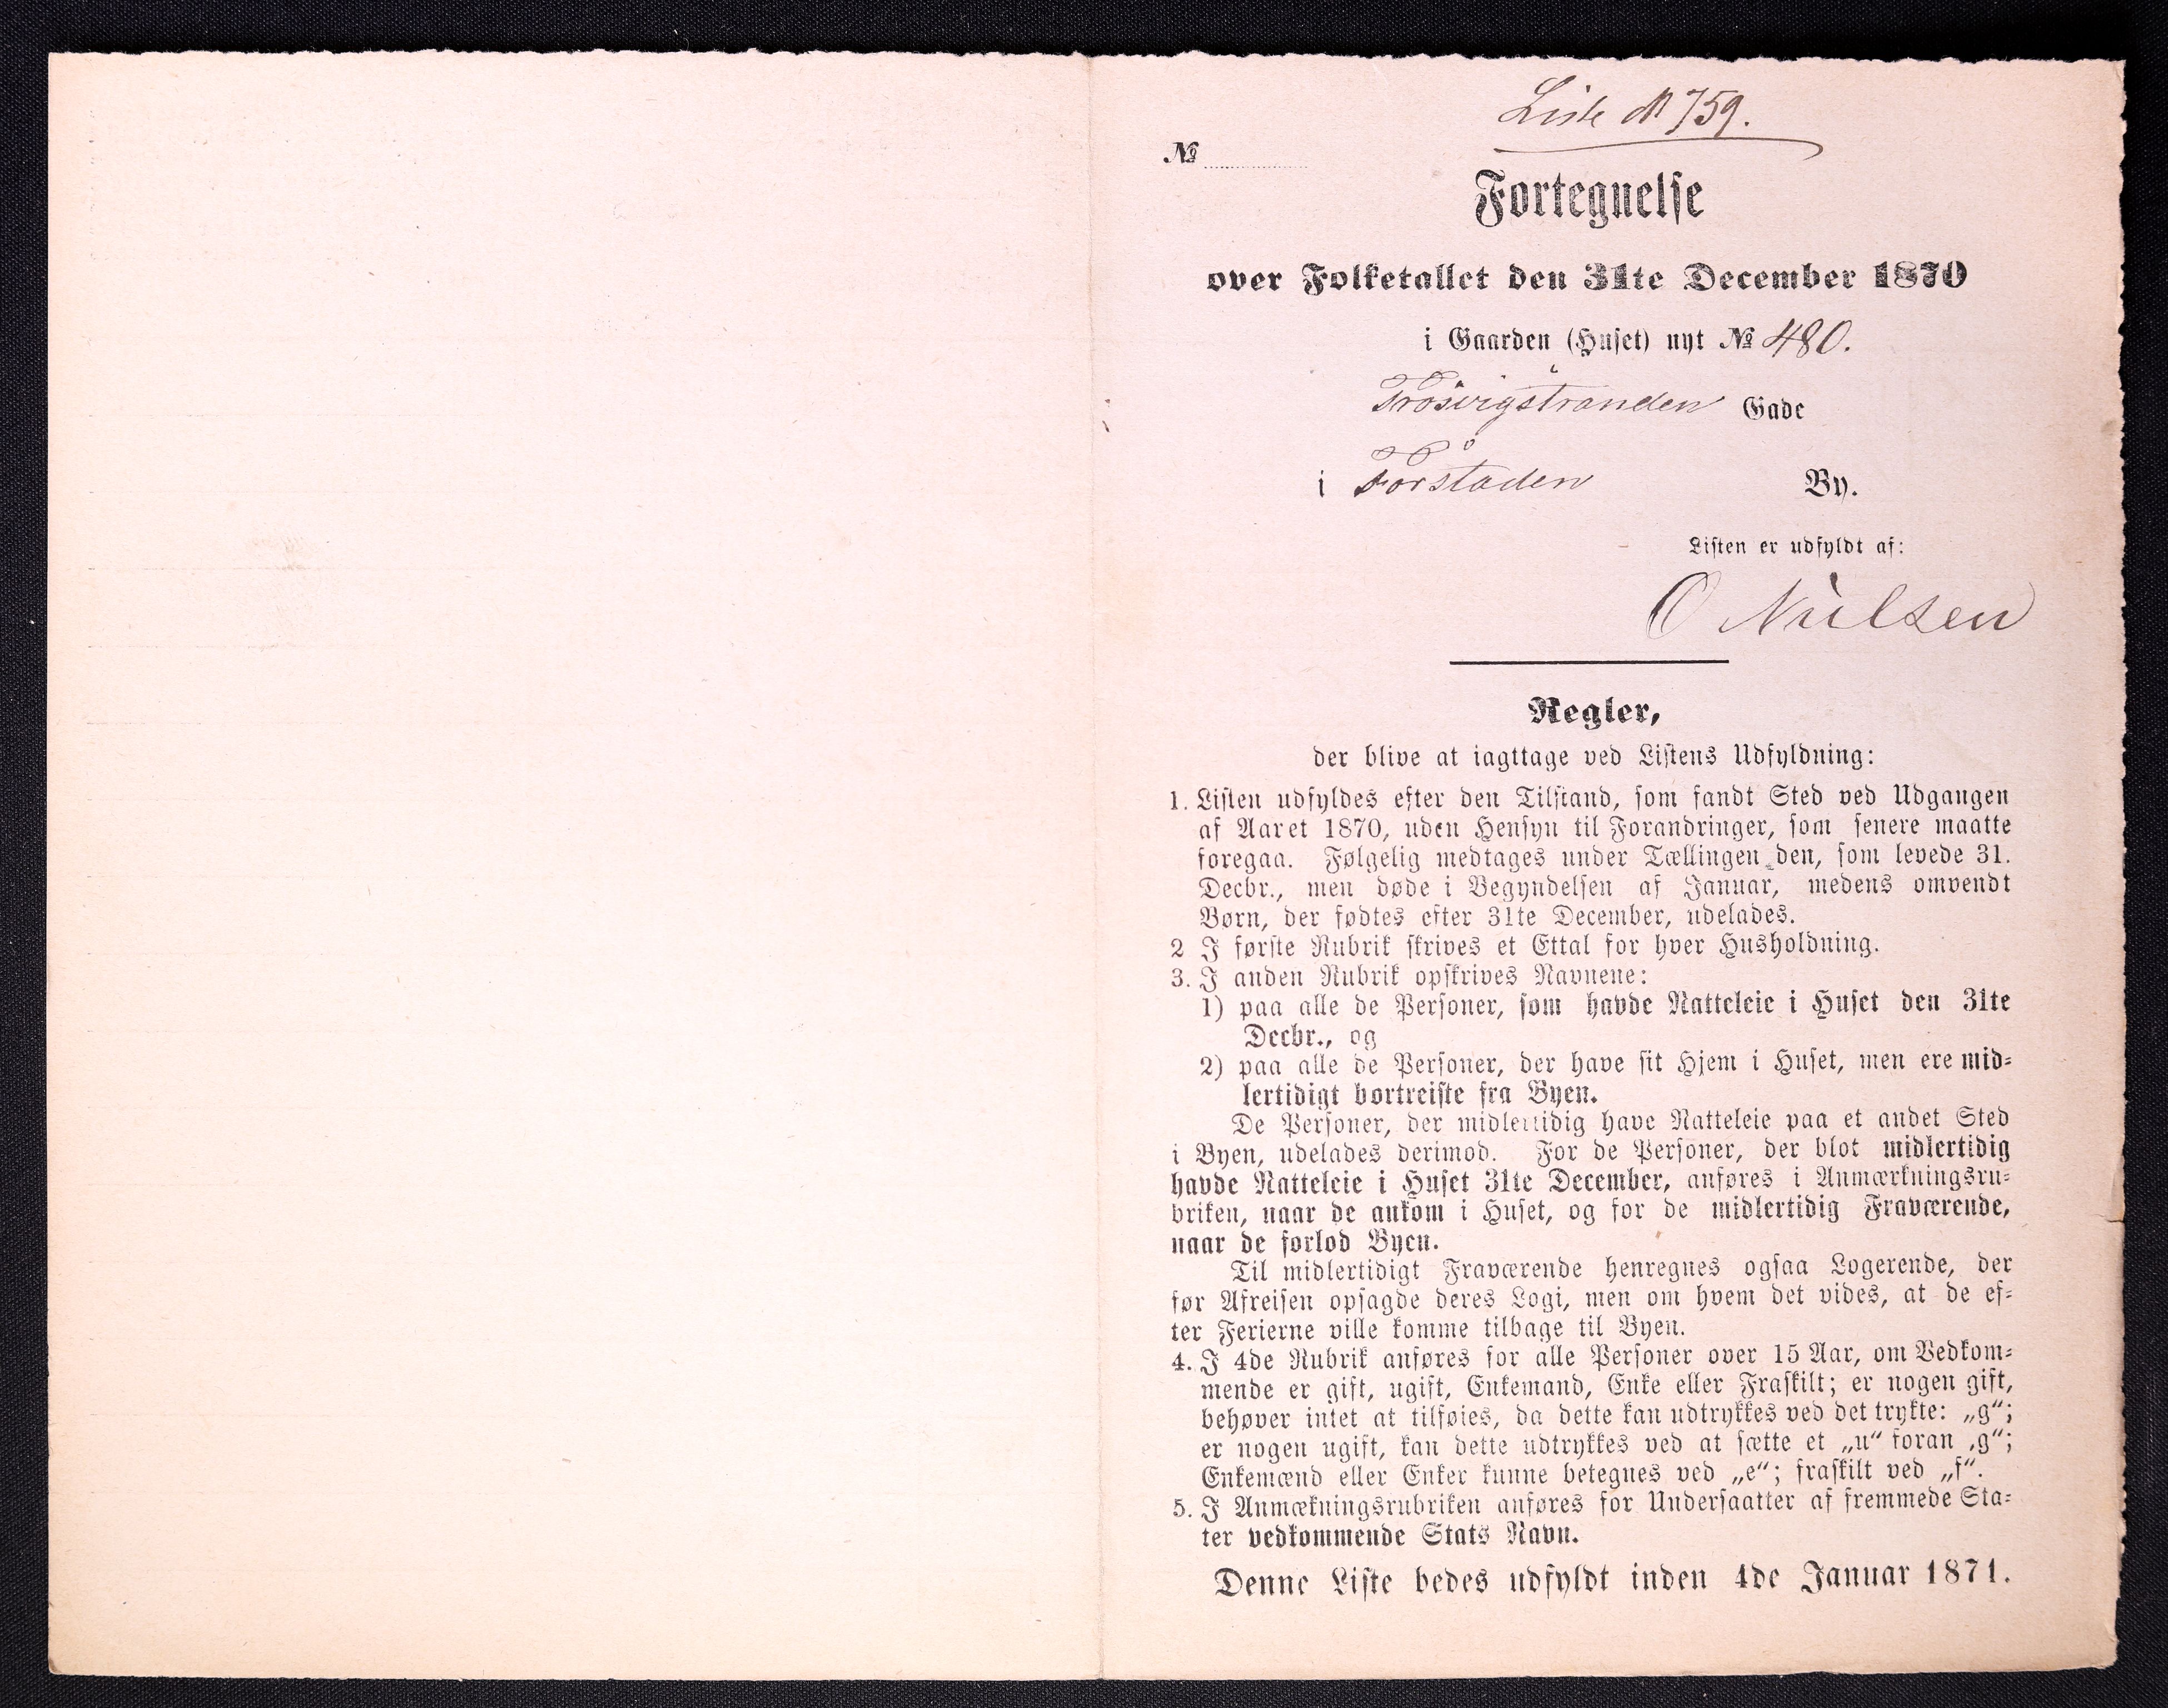 Liste № 759.
№
Fortegnelse
over Folketallet den 31te December 1870
i Gaarden (Huset) nyt № 480.
Trosvigstranden Gade
i Forstaden By.
Listen er udfyldt af:
O Nielsen
Regler,
der blive at iagttage ved Listens Udfyldning:
1. Listen udfyldes efter den Tilstand, som fandt Sted ved Udgangen
af Aaret 1870, uden Hensyn til Forandringer, som senere maatte
foregaa. Følgelig medtages under Tællingen den, som levede 31.
Decbr., men døde i Begyndelsen af Januar, medens omvendt
Børn, der fødtes efter 31te December, udelades.
2 I første Rubrik skrives et Ettal for hver Husholdning.
3. I anden Rubrik opskrives Navnene:
1) paa alle de Personer, som havde Natteleie i Huset den 31te
Decbr., og
2) paa alle de Personer, der have sit Hjem i Huset, men ere mid-
lertidigt bortreiste fra Byen.
De Personer, der midlertidig have Natteleie paa et andet Sted
i Byen, udelades derimod. For de Personer, der blot midlertidig
havde Natteleie i Huset 31te December, anføres i Anmærkningsru-
briken, naar de ankom i Huset, og for de midlertidig Fraværende,
naar de forlod Byen.
Til midlertidigt Fraværende henregnes ogsaa Logerende, der
før Afreisen opsagde deres Logi, men om hvem det vides, at de ef-
ter Ferierne ville komme tilbage til Byen.
4. I 4de Rubrik anføres for alle Personer over 15 Aar, om Vedkom-
mende er gift, ugift, Enkemand, Enke eller Fraskilt; er nogen gift,
behøver intet at tilføies, da dette kan udtrykkes ved det trykte: „g“;
er nogen ugift, kan dette udtrykkes ved at sætte et „u“ foran ‚g“;
Enkemænd eller Enker kunne betegnes ved „e“; fraskilt ved „f“.
5. I Anmækningsrubriken anføres for Undersaatter af fremmede Sta-
ter vedkommende Stats Navn.
Denne Liste bedes udfyldt inden 4de Januar 1871.